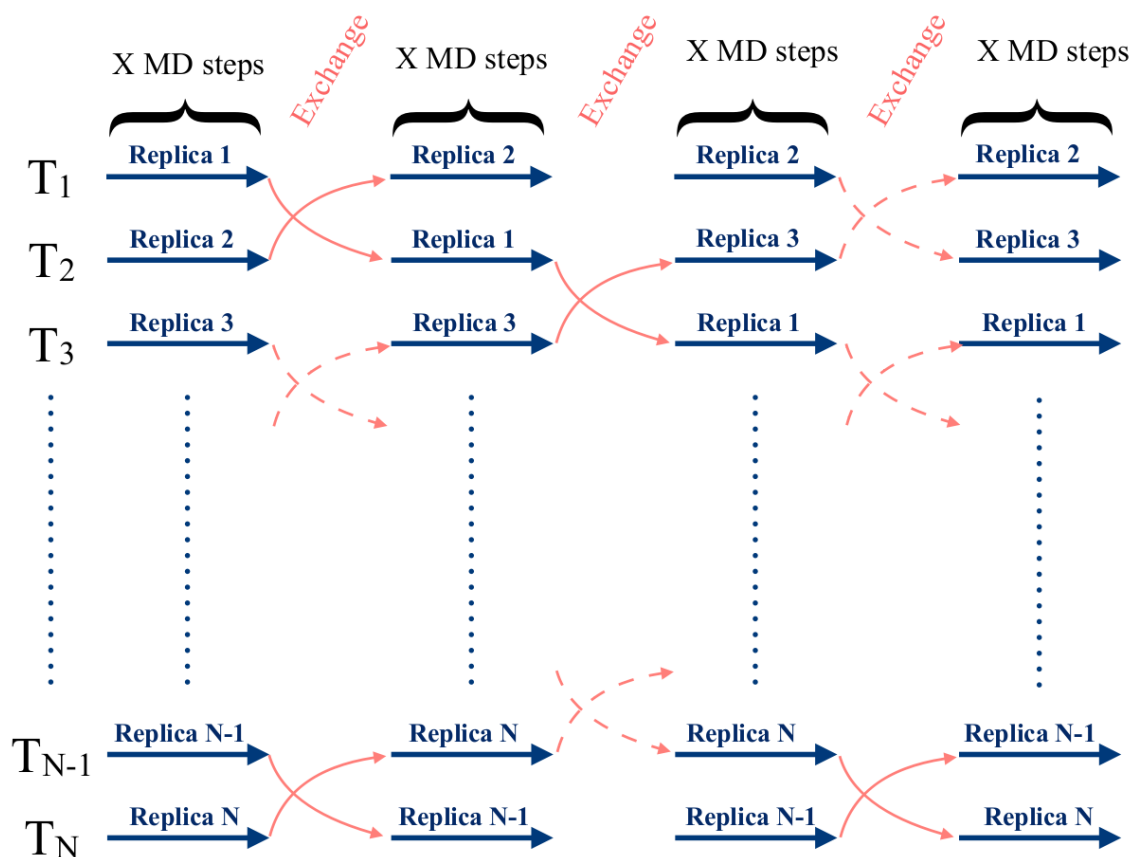 X MD steps Exchange X MD steps Exchange X MD steps Exchange X MD steps
T1 Replica 1 Replica 2 Replica 2 Replica 2
T2 Replica 2 Replica 1 Replica 3 Replica 3
T3 Replica 3 Replica 3 Replica 1 Replica 1
TN-1 Replica N-1 Replica N Replica N Replica N-1
TN Replica N Replica N-1 Replica N-1 Replica N